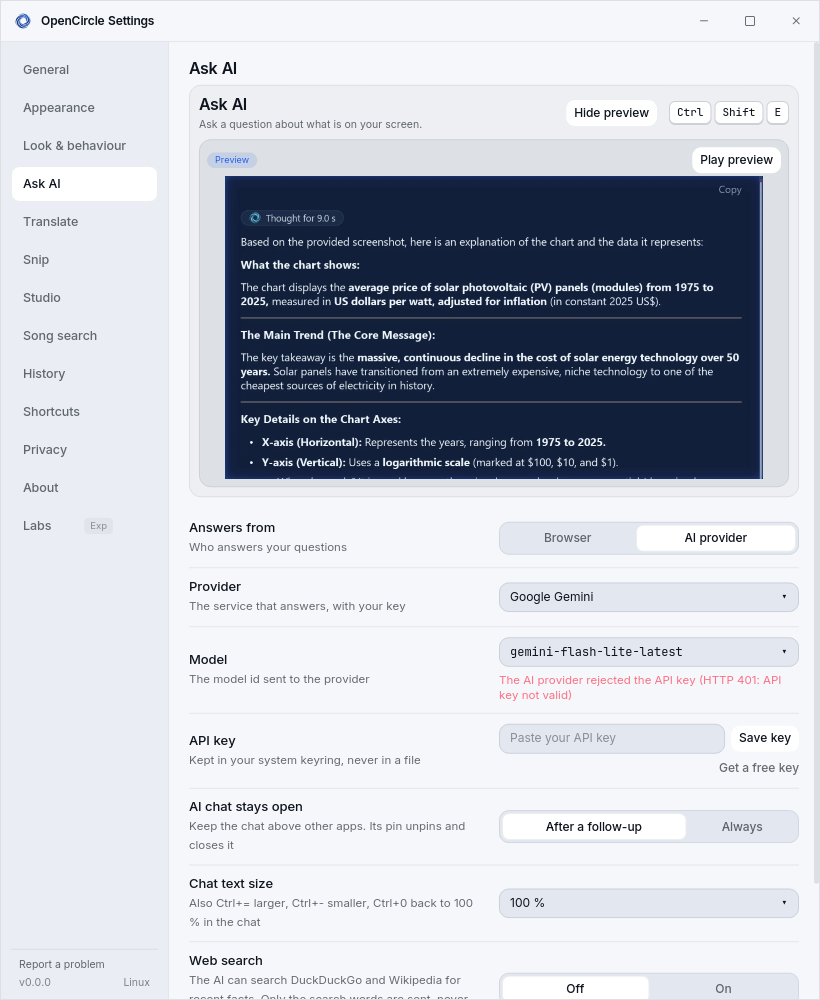 OpenCircle Settings
General
Appearance
Look & behaviour
Ask AI
Translate
Snip
Studio
Song search
History
Shortcuts
Privacy
About
Labs Exp
Report a problem
v0.0.0 Linux
Ask AI
Ask AI
Ask a question about what is on your screen.
Hide preview Ctrl Shift E
Preview
Play preview
Copy
Thought for 9.0 s
Based on the provided screenshot, here is an explanation of the chart and the data it represents:
What the chart shows:
The chart displays the average price of solar photovoltaic (PV) panels (modules) from 1975 to
2025, measured in US dollars per watt, adjusted for inflation (in constant 2025 US$).
The Main Trend (The Core Message):
The key takeaway is the massive, continuous decline in the cost of solar energy technology over 50
years. Solar panels have transitioned from an extremely expensive, niche technology to one of the
cheapest sources of electricity in history.
Key Details on the Chart Axes:
• X-axis (Horizontal): Represents the years, ranging from 1975 to 2025.
• Y-axis (Vertical): Uses a logarithmic scale (marked at $100, $10, and $1).
Answers from
Who answers your questions
Browser AI provider
Provider
The service that answers, with your key
Google Gemini
Model
The model id sent to the provider
gemini-flash-lite-latest
The AI provider rejected the API key (HTTP 401: API
key not valid)
API key
Kept in your system keyring, never in a file
Paste your API key Save key
Get a free key
AI chat stays open
Keep the chat above other apps. Its pin unpins and
closes it
After a follow-up Always
Chat text size
Also Ctrl+= larger, Ctrl+- smaller, Ctrl+0 back to 100
% in the chat
100 %
Web search
The AI can search DuckDuckGo and Wikipedia for
recent facts. Only the search words are sent, never
Off On